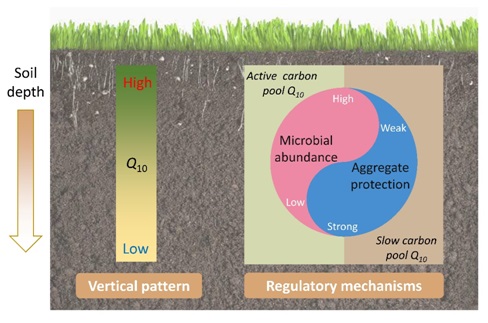 Soil
depth
High
Q10
Low
Vertical pattern
Active carbon
pool Q10
High
Weak
Microbial
abundance
Aggregate
protection
Low
Strong
Slow carbon
pool Q10
Regulatory mechanisms